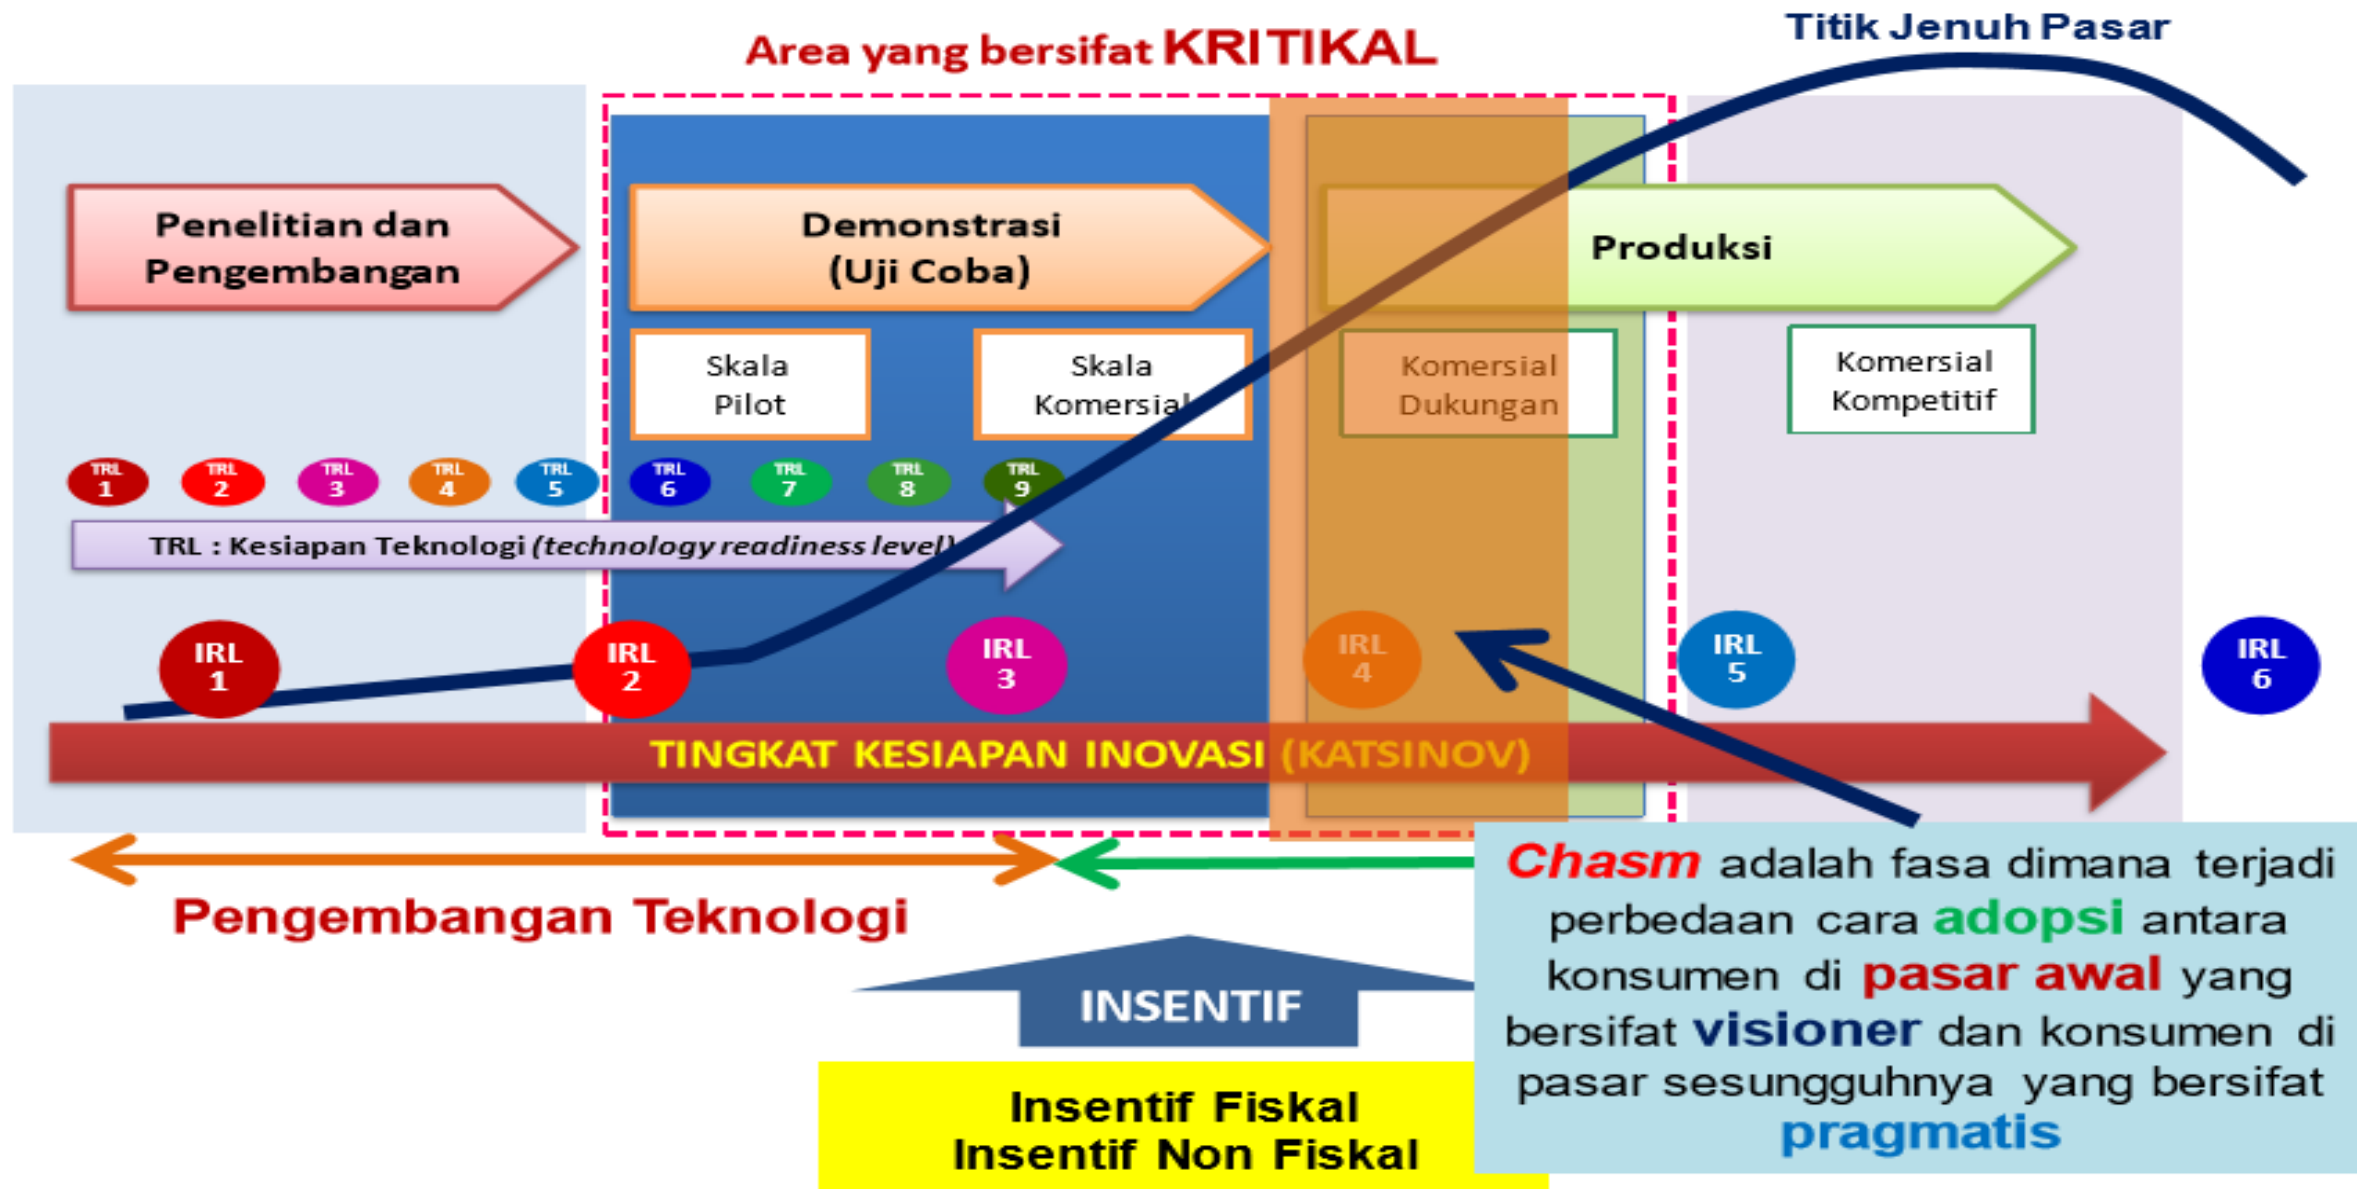 Titik Jenuh Pasar
Area yang bersifat KRITIKAL
Penelitian dan
Pengembangan
Demonstrasi
(Uji Coba)
Produksi
Skala
Pilot
Skala
Komersial
Komersial
Dukungan
Komersial
Kompetitif
TRL
1
TRL
2
TRL
3
TRL
4
TRL
5
TRL
6
TRL
7
TRL
8
TRL
9
TRL : Kesiapan Teknologi (technology readiness level)
IRL
1
IRL
2
IRL
3
IRL
4
IRL
5
IRL
6
TINGKAT KESIAPAN INOVASI (KATSINOV)
Pengembangan Teknologi
INSENTIF
Insentif Fiskal
Insentif Non Fiskal
Chasm adalah fasa dimana terjadi
perbedaan cara adopsi antara
konsumen di pasar awal yang
bersifat visioner dan konsumen di
pasar sesungguhnya yang bersifat
pragmatis